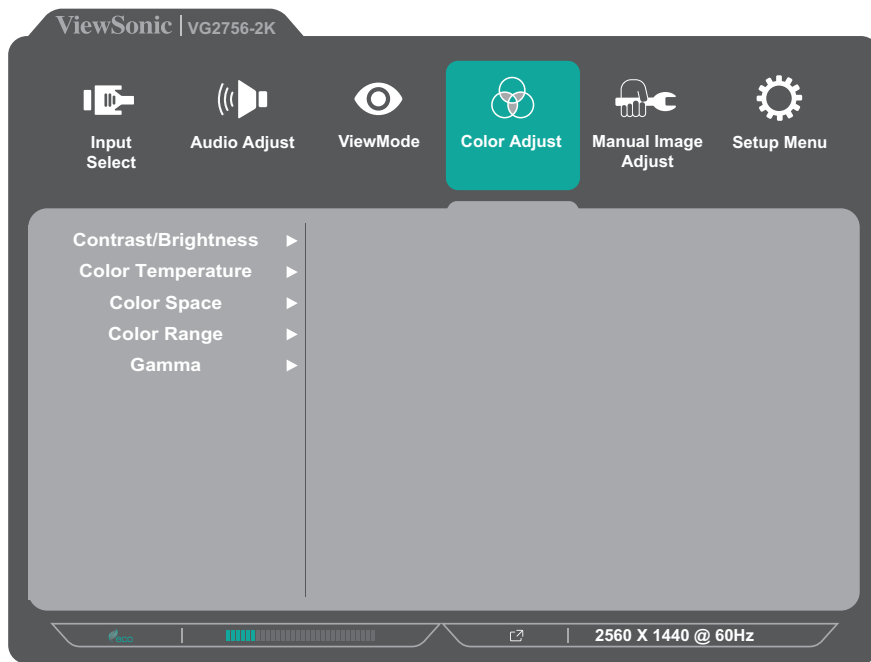 ViewSonic | VG2756-2K
Input
Select
Audio Adjust
ViewMode
Color Adjust
Manual Image
Adjust
Setup Menu
Contrast/Brightness
Color Temperature
Color Space
Color Range
Gamma
eco
2560 X 1440 @ 60Hz